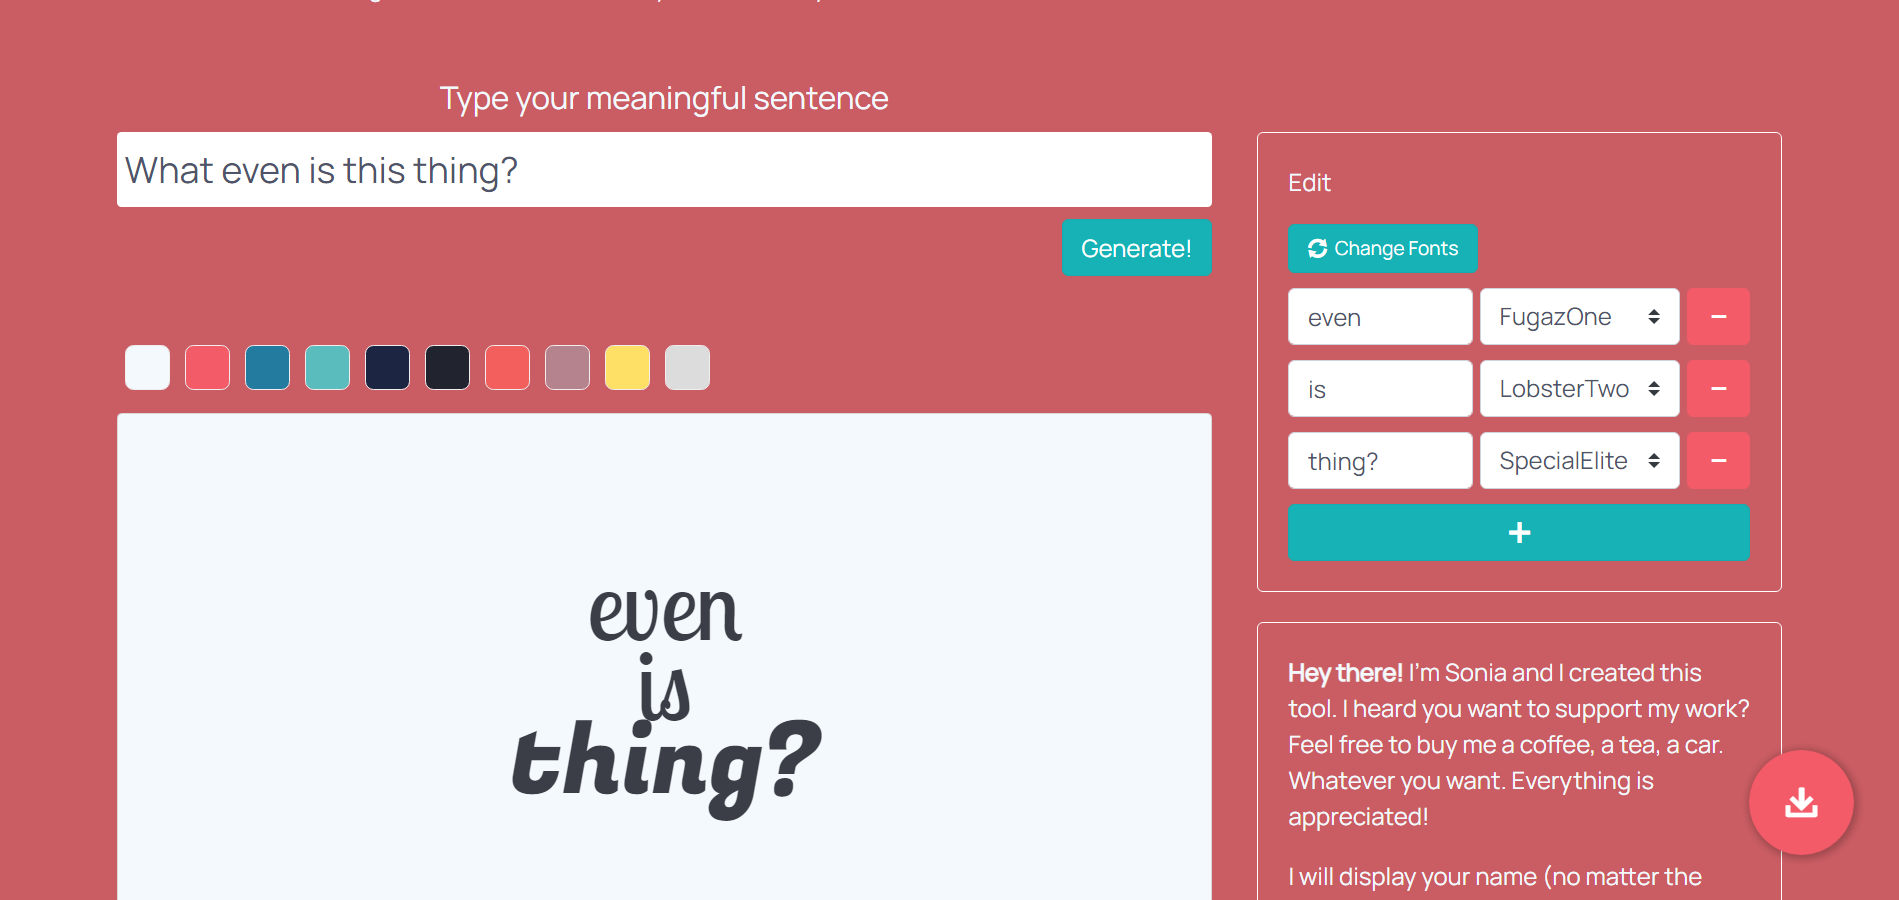 Type your meaningful sentence
What even is this thing?
Generate!
even
is
thing?
Edit
Change Fonts
even FugazOne
is LobsterTwo
thing? SpecialElite
Hey there! I'm Sonia and I created this
tool. I heard you want to support my work?
Feel free to buy me a coffee, a tea, a car.
Whatever you want. Everything is
appreciated!
I will display your name (no matter the